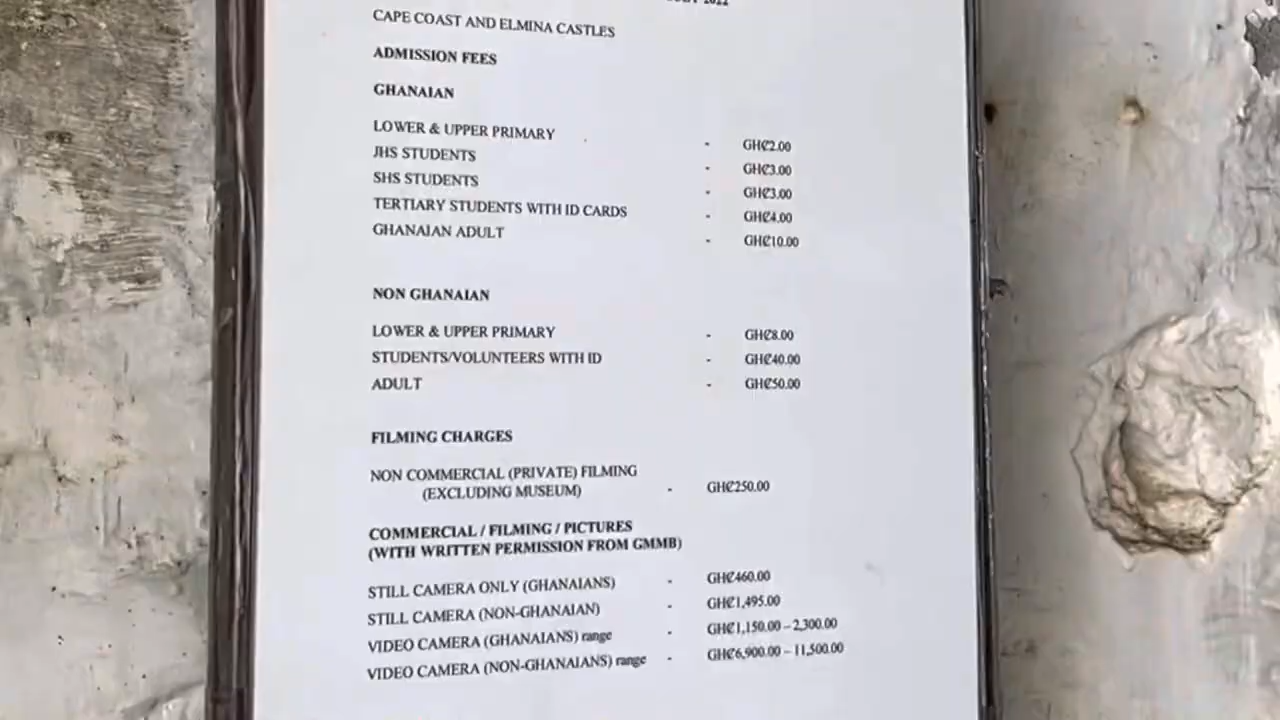 2022
CAPE COAST AND ELMINA CASTLES
ADMISSION FEES
GHANAIAN
LOWER & UPPER PRIMARY - GH₵2.00
JHS STUDENTS - GH₵3.00
SHS STUDENTS - GH₵3.00
TERTIARY STUDENTS WITH ID CARDS - GH₵4.00
GHANAIAN ADULT - GH₵10.00
NON GHANAIAN
LOWER & UPPER PRIMARY - GH₵8.00
STUDENTS/VOLUNTEERS WITH ID - GH₵40.00
ADULT - GH₵50.00
FILMING CHARGES
NON COMMERCIAL (PRIVATE) FILMING
(EXCLUDING MUSEUM) - GH₵250.00
COMMERCIAL / FILMING / PICTURES
(WITH WRITTEN PERMISSION FROM GMMB)
STILL CAMERA ONLY (GHANAIANS) - GH₵460.00
STILL CAMERA (NON-GHANAIAN) - GH₵1,495.00
VIDEO CAMERA (GHANAIANS) range - GH₵1,150.00 – 2,300.00
VIDEO CAMERA (NON-GHANAIANS) range - GH₵6,900.00 – 11,500.00